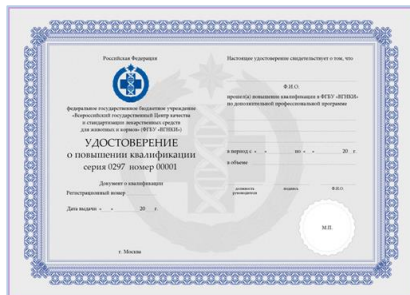 Российская Федерация
федеральное государственное бюджетное учреждение
«Всероссийский государственный Центр качества
и стандартизации лекарственных средств
для животных и кормов» (ФГБУ «ВГНКИ»)
УДОСТОВЕРЕНИЕ
о повышении квалификации
серия 0297 номер 00001
Документ о квалификации
Регистрационный номер
Дата выдачи « » 20 г.
г. Москва
Настоящее удостоверение свидетельствует о том, что
Ф.И.О.
прошел(а) повышение квалификации в ФГБУ «ВГНКИ»
по дополнительной профессиональной программе
в период с « » по « » 20 г.
в объеме
должность подпись Ф.И.О.
руководителя
М.П.